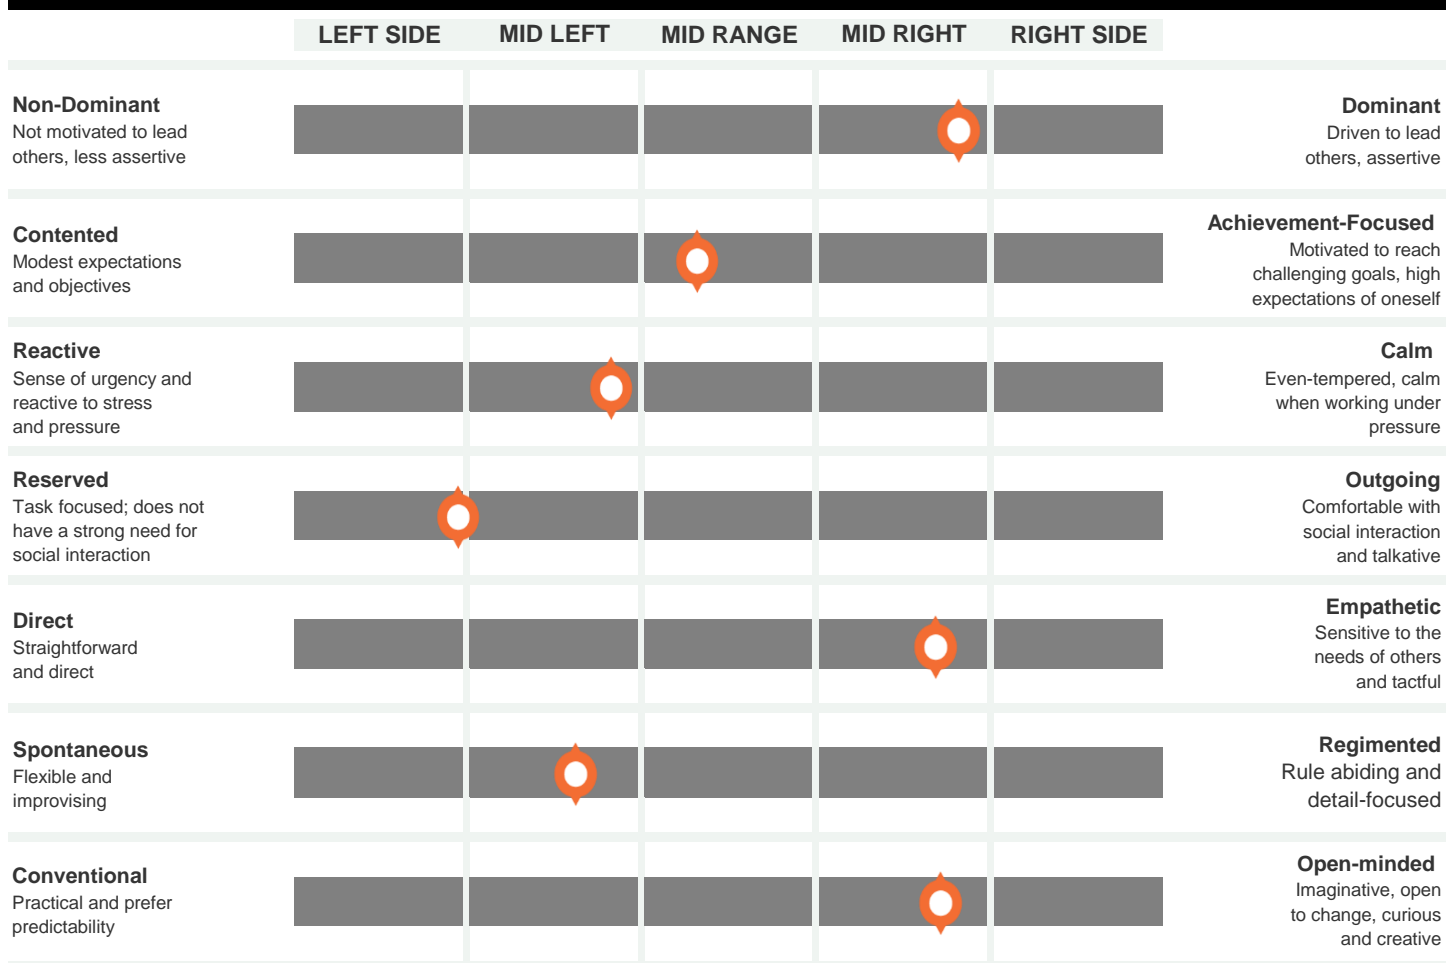 LEFT SIDE MID LEFT MID RANGE MID RIGHT RIGHT SIDE
Non-Dominant
Not motivated to lead
others, less assertive
Dominant
Driven to lead
others, assertive
Contented
Modest expectations
and objectives
Achievement-Focused
Motivated to reach
challenging goals, high
expectations of oneself
Reactive
Sense of urgency and
reactive to stress
and pressure
Calm
Even-tempered, calm
when working under
pressure
Reserved
Task focused; does not
have a strong need for
social interaction
Outgoing
Comfortable with
social interaction
and talkative
Direct
Straightforward
and direct
Empathetic
Sensitive to the
needs of others
and tactful
Spontaneous
Flexible and
improvising
Regimented
Rule abiding and
detail-focused
Conventional
Practical and prefer
predictability
Open-minded
Imaginative, open
to change, curious
and creative